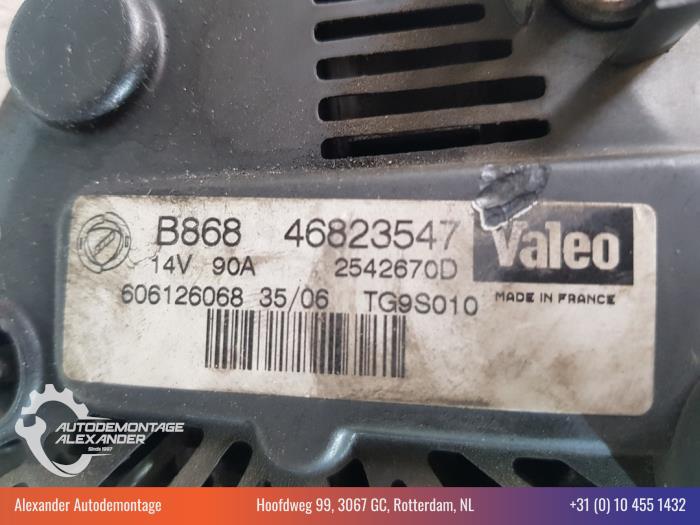 B868 46823547 Valeo
14V 90A 2542670D
606126068 35/06 TG9S010 MADE IN FRANCE
AUTODEMONTAGE
ALEXANDER
Sinds 1997
Alexander Autodemontage Hoofdweg 99, 3067 GC, Rotterdam, NL +31 (0) 10 455 1432